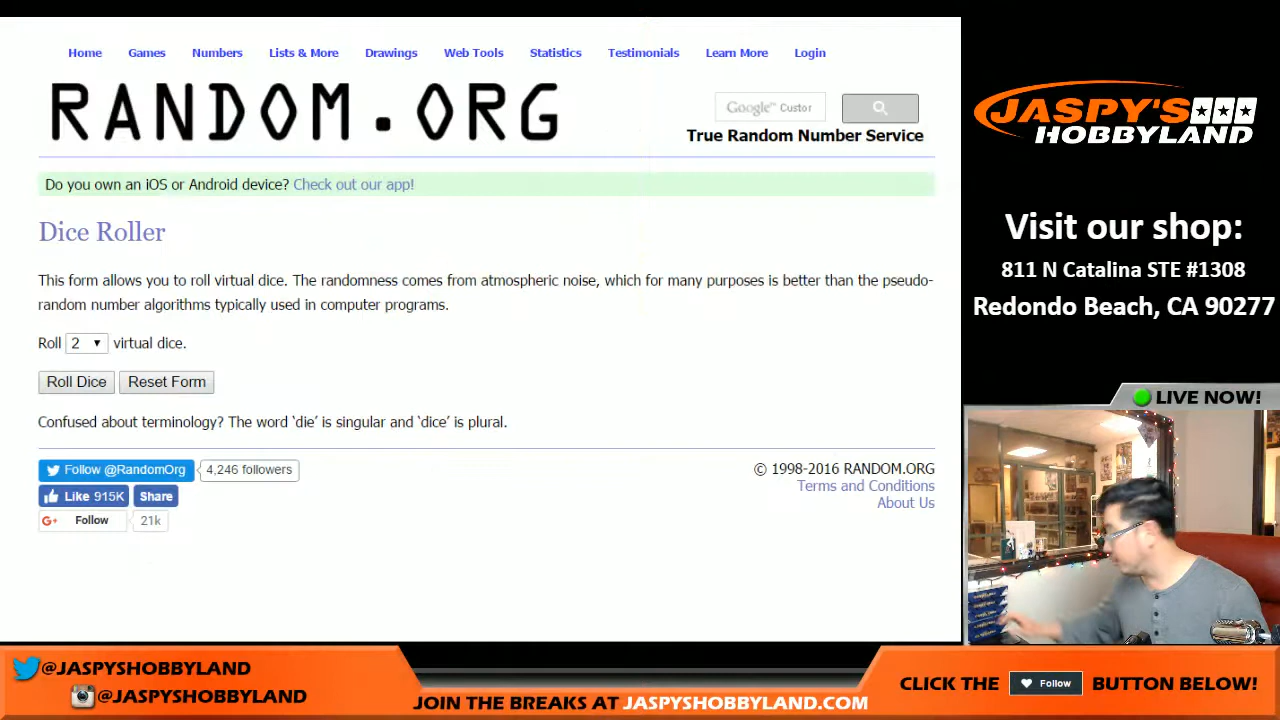 Home Games Numbers Lists & More Drawings Web Tools Statistics Testimonials Learn More Login
RANDOM.ORG
Google™ Custor
True Random Number Service
Do you own an iOS or Android device? Check out our app!
Dice Roller
This form allows you to roll virtual dice. The randomness comes from atmospheric noise, which for many purposes is better than the pseudo-
random number algorithms typically used in computer programs.
Roll 2 virtual dice.
Roll Dice Reset Form
Confused about terminology? The word ‘die’ is singular and ‘dice’ is plural.
Follow @RandomOrg 4,246 followers
Like 915K Share
G+ Follow 21k
© 1998-2016 RANDOM.ORG
Terms and Conditions
About Us
JASPY'S
HOBBYLAND
Visit our shop:
811 N Catalina STE #1308
Redondo Beach, CA 90277
LIVE NOW!
@JASPYSHOBBYLAND
@JASPYSHOBBYLAND
JOIN THE BREAKS AT JASPYSHOBBYLAND.COM
CLICK THE Follow BUTTON BELOW!